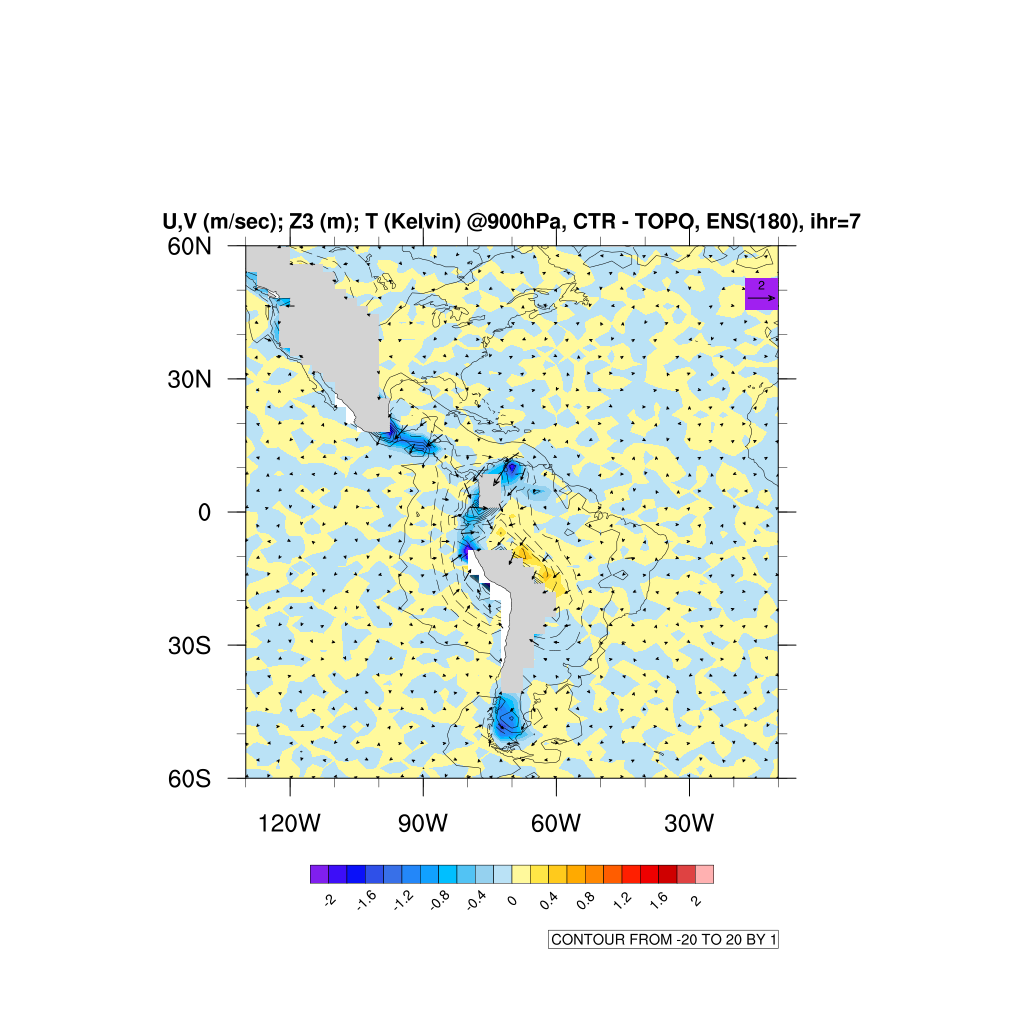 U,V (m/sec); Z3 (m); T (Kelvin) @900hPa, CTR - TOPO, ENS(180), ihr=7
60N
2
30N
0
30S
60S
120W 90W 60W 30W
-2 -1.6 -1.2 -0.8 -0.4 0 0.4 0.8 1.2 1.6 2
CONTOUR FROM -20 TO 20 BY 1